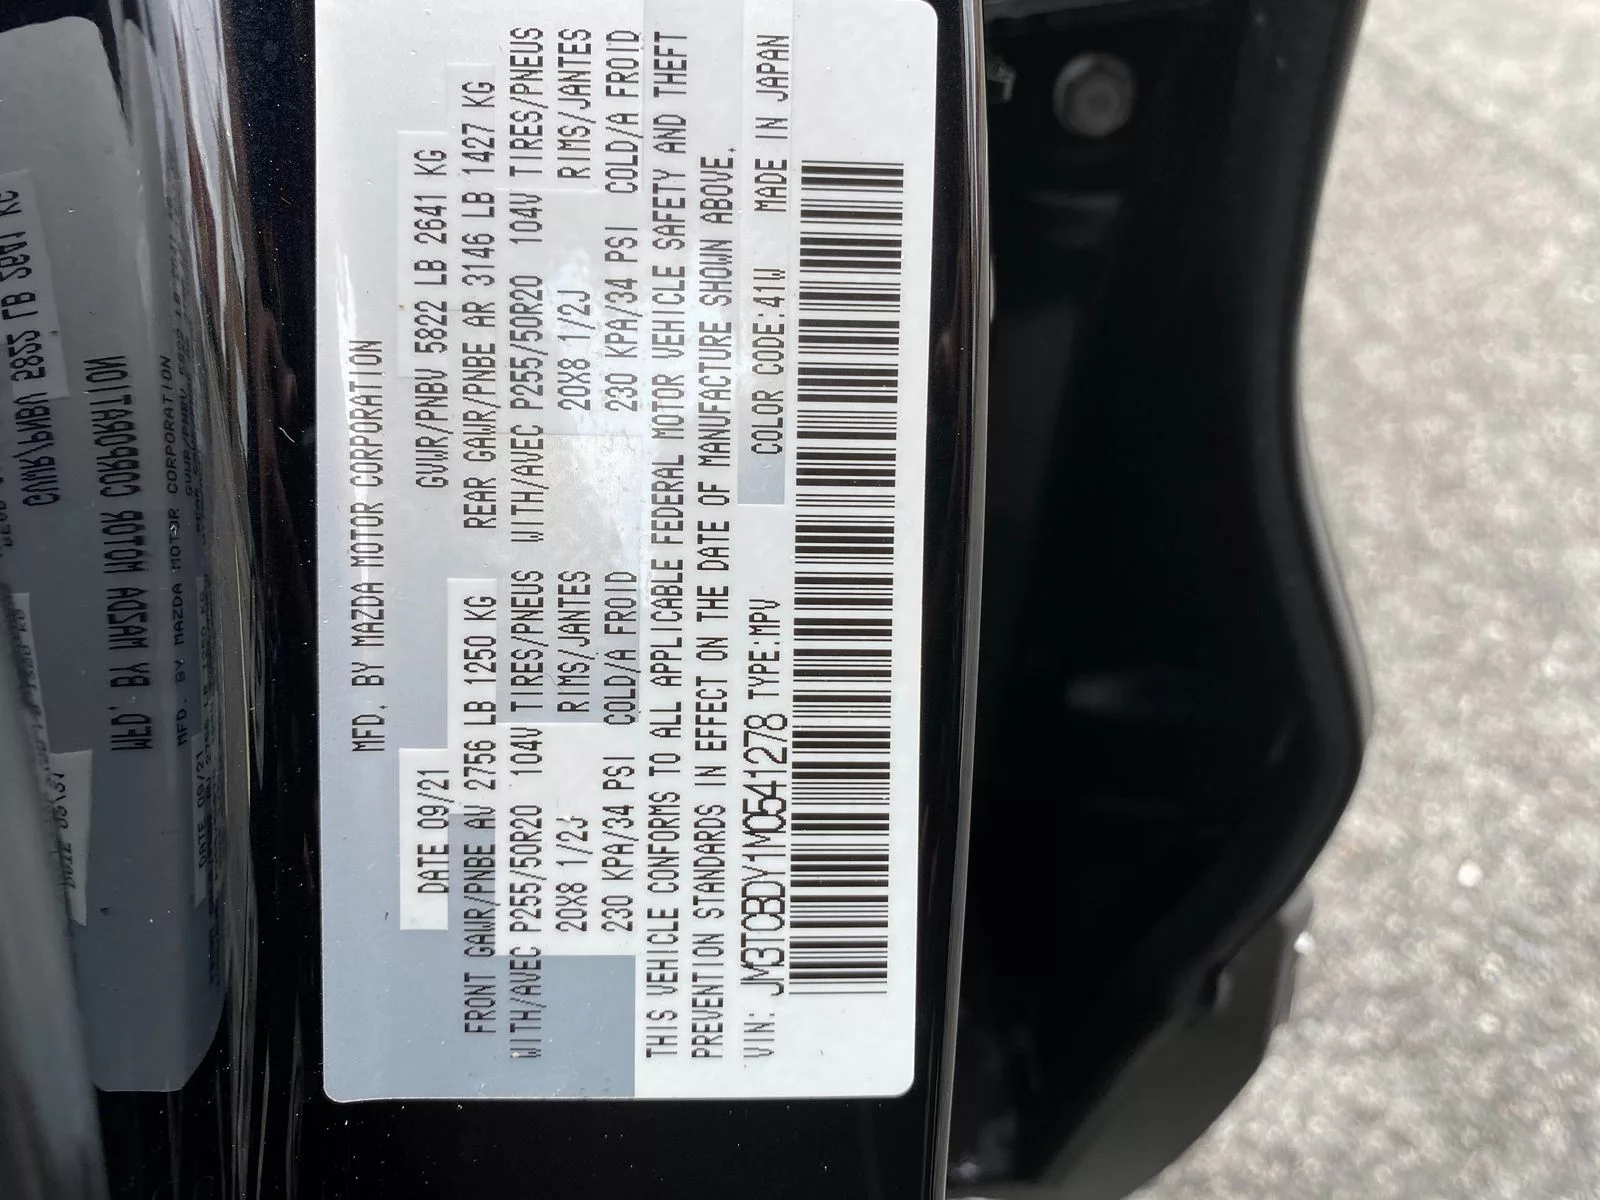 MFD. BY MAZDA MOTOR CORPORATION
DATE 09/21 GVWR/PNBV 5822 LB 2641 KG
FRONT GAWR/PNBE AV 2756 LB 1250 KG REAR GAWR/PNBE AR 3146 LB 1427 KG
WITH/AVEC P255/50R20 104V TIRES/PNEUS WITH/AVEC P255/50R20 104V TIRES/PNEUS
20X8 1/2J RIMS/JANTES 20X8 1/2J RIMS/JANTES
230 KPA/34 PSI COLD/A FROID 230 KPA/34 PSI COLD/A FROID
THIS VEHICLE CONFORMS TO ALL APPLICABLE FEDERAL MOTOR VEHICLE SAFETY AND THEFT
PREVENTION STANDARDS IN EFFECT ON THE DATE OF MANUFACTURE SHOWN ABOVE.
VIN: JM3TCBDY1M0541278 TYPE:MPV COLOR CODE:41W MADE IN JAPAN